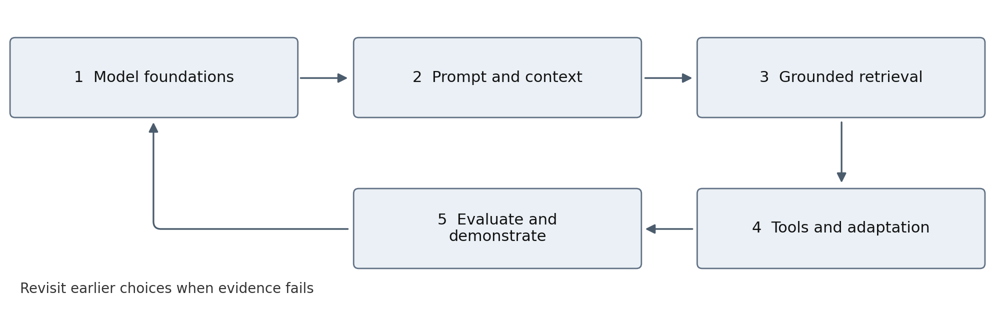 1  Model foundations
2  Prompt and context
3  Grounded retrieval
4  Tools and adaptation
5  Evaluate and
demonstrate
Revisit earlier choices when evidence fails